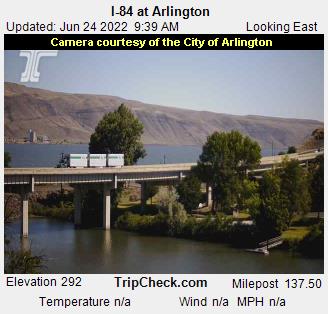 I-84 at Arlington
Updated: Jun 24 2022 9:39 AM Looking East
Camera courtesy of the City of Arlington
Elevation 292 TripCheck.com Milepost 137.50
Temperature n/a Wind n/a MPH n/a